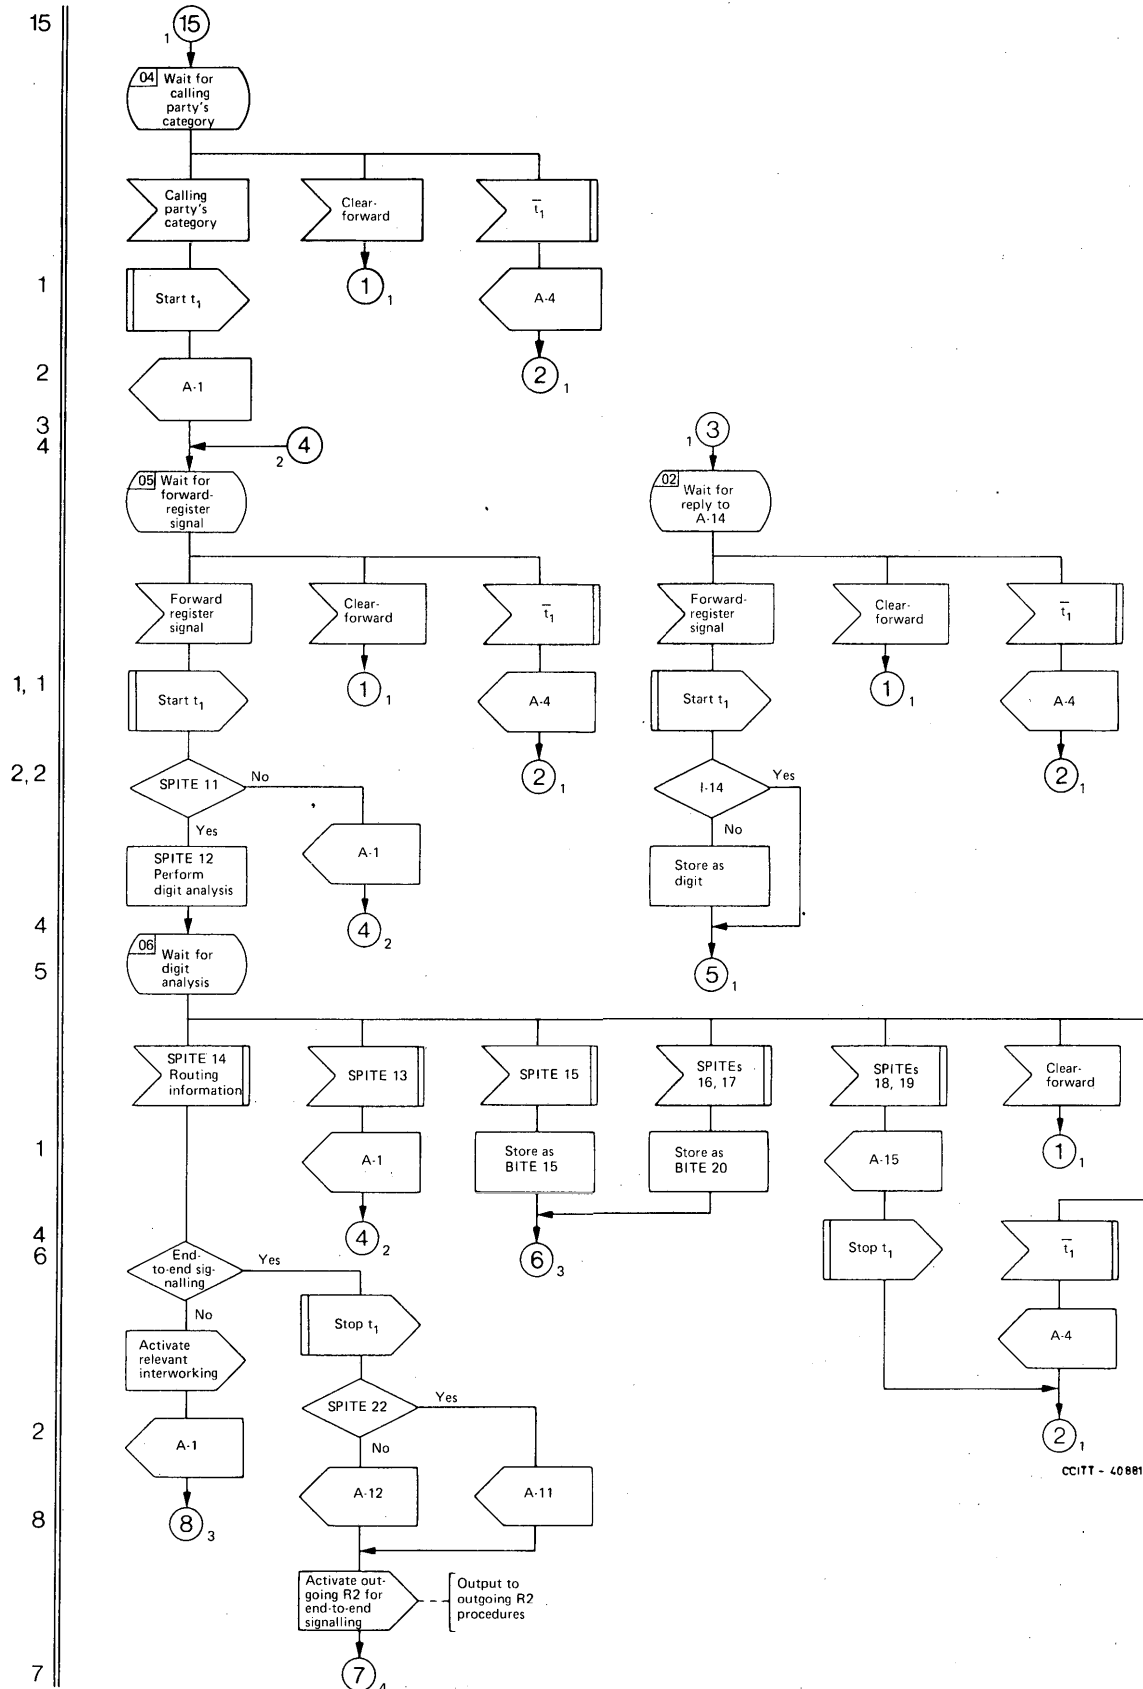 15
15
1
04
Wait for
calling
party's
category
Calling
party's
category
Clear-
forward
t̅1
1
Start t1
1
1
A-4
2
A-1
2
1
3
4
4
2
3
1
05
Wait for
forward-
register
signal
02
Wait for
reply to
A-14
Forward
register
signal
Clear-
forward
t̅1
Forward-
register
signal
Clear-
forward
t̅1
1, 1
Start t1
1
1
A-4
Start t1
1
1
A-4
2, 2
SPITE 11
No
2
1
I-14
Yes
2
1
Yes
A-1
No
SPITE 12
Perform
digit analysis
Store as
digit
4
4
2
06
Wait for
digit
analysis
5
5
1
SPITE 14
Routing
information
SPITE 13
SPITE 15
SPITEs
16, 17
SPITEs
18, 19
Clear-
forward
1
A-1
Store as
BITE 15
Store as
BITE 20
A-15
1
1
4
6
4
2
6
3
Stop t1
t̅1
End-
to-end sig-
nalling
Yes
No
Stop t1
A-4
Activate
relevant
interworking
2
SPITE 22
Yes
No
2
1
A-1
A-12
A-11
CCITT - 40881
8
8
3
Activate out-
going R2 for
end-to-end
signalling
Output to
outgoing R2
procedures
7
7
4